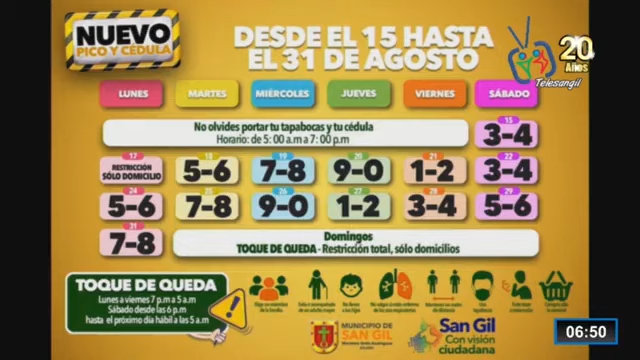 NUEVO
PICO Y CÉDULA
DESDE EL 15 HASTA
EL 31 DE AGOSTO
20
Años
Telesangil
LUNES MARTES MIÉRCOLES JUEVES VIERNES SÁBADO
No olvides portar tu tapabocas y tu cédula
Horario: de 5: 00 a.m a 7: 00 p.m
15
3-4
17 18 19 20 21 22
RESTRICCIÓN
SÓLO DOMICILIO
5-6 7-8 9-0 1-2 3-4
24 25 26 27 28 29
5-6 7-8 9-0 1-2 3-4 5-6
31
7-8
Domingos
TOQUE DE QUEDA - Restricción total, sólo domicilios
TOQUE DE QUEDA
Lunes a viernes 7 p.m a 5 a.m
Sábado desde las 6 p.m
hasta el próximo día hábil a las 5 a.m
MUNICIPIO DE
SAN GIL
San Gil
Con visión
ciudadana
06:50